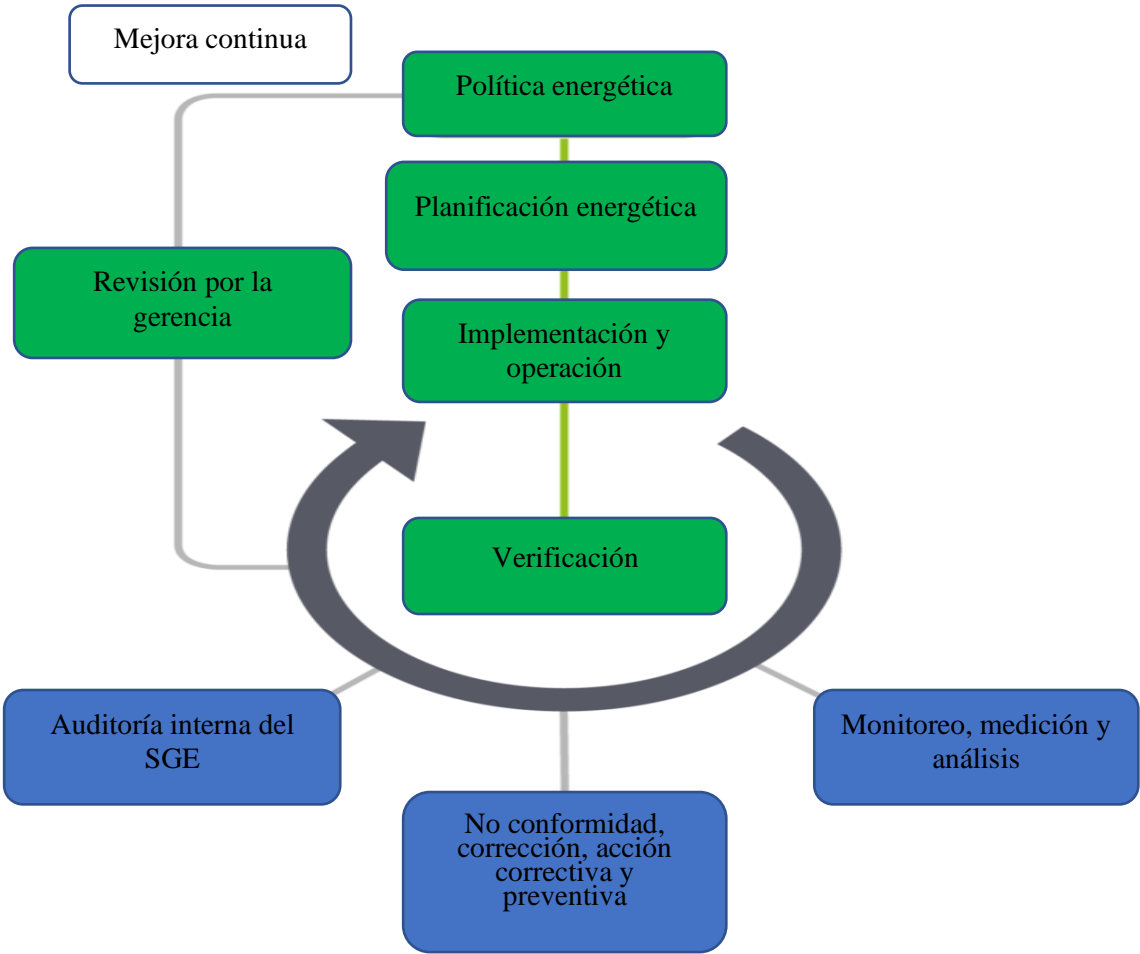 Mejora continua
Política energética
Planificación energética
Revisión por la
gerencia
Implementación y
operación
Verificación
Auditoría interna del
SGE
Monitoreo, medición y
análisis
No conformidad,
corrección, acción
correctiva y
preventiva